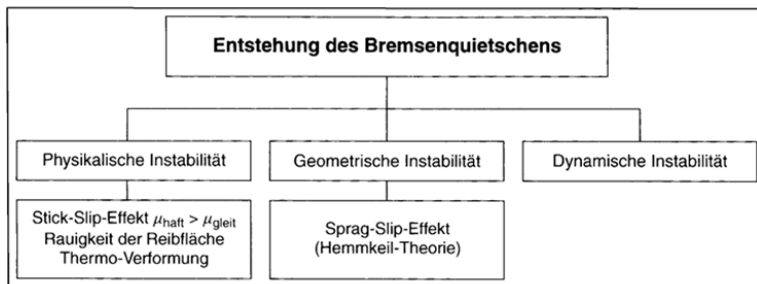 Entstehung des Bremsenquietschens
Physikalische Instabilität
Geometrische Instabilität
Dynamische Instabilität
Stick-Slip-Effekt μhaft > μgleit
Rauigkeit der Reibfläche
Thermo-Verformung
Sprag-Slip-Effekt
(Hemmkeil-Theorie)